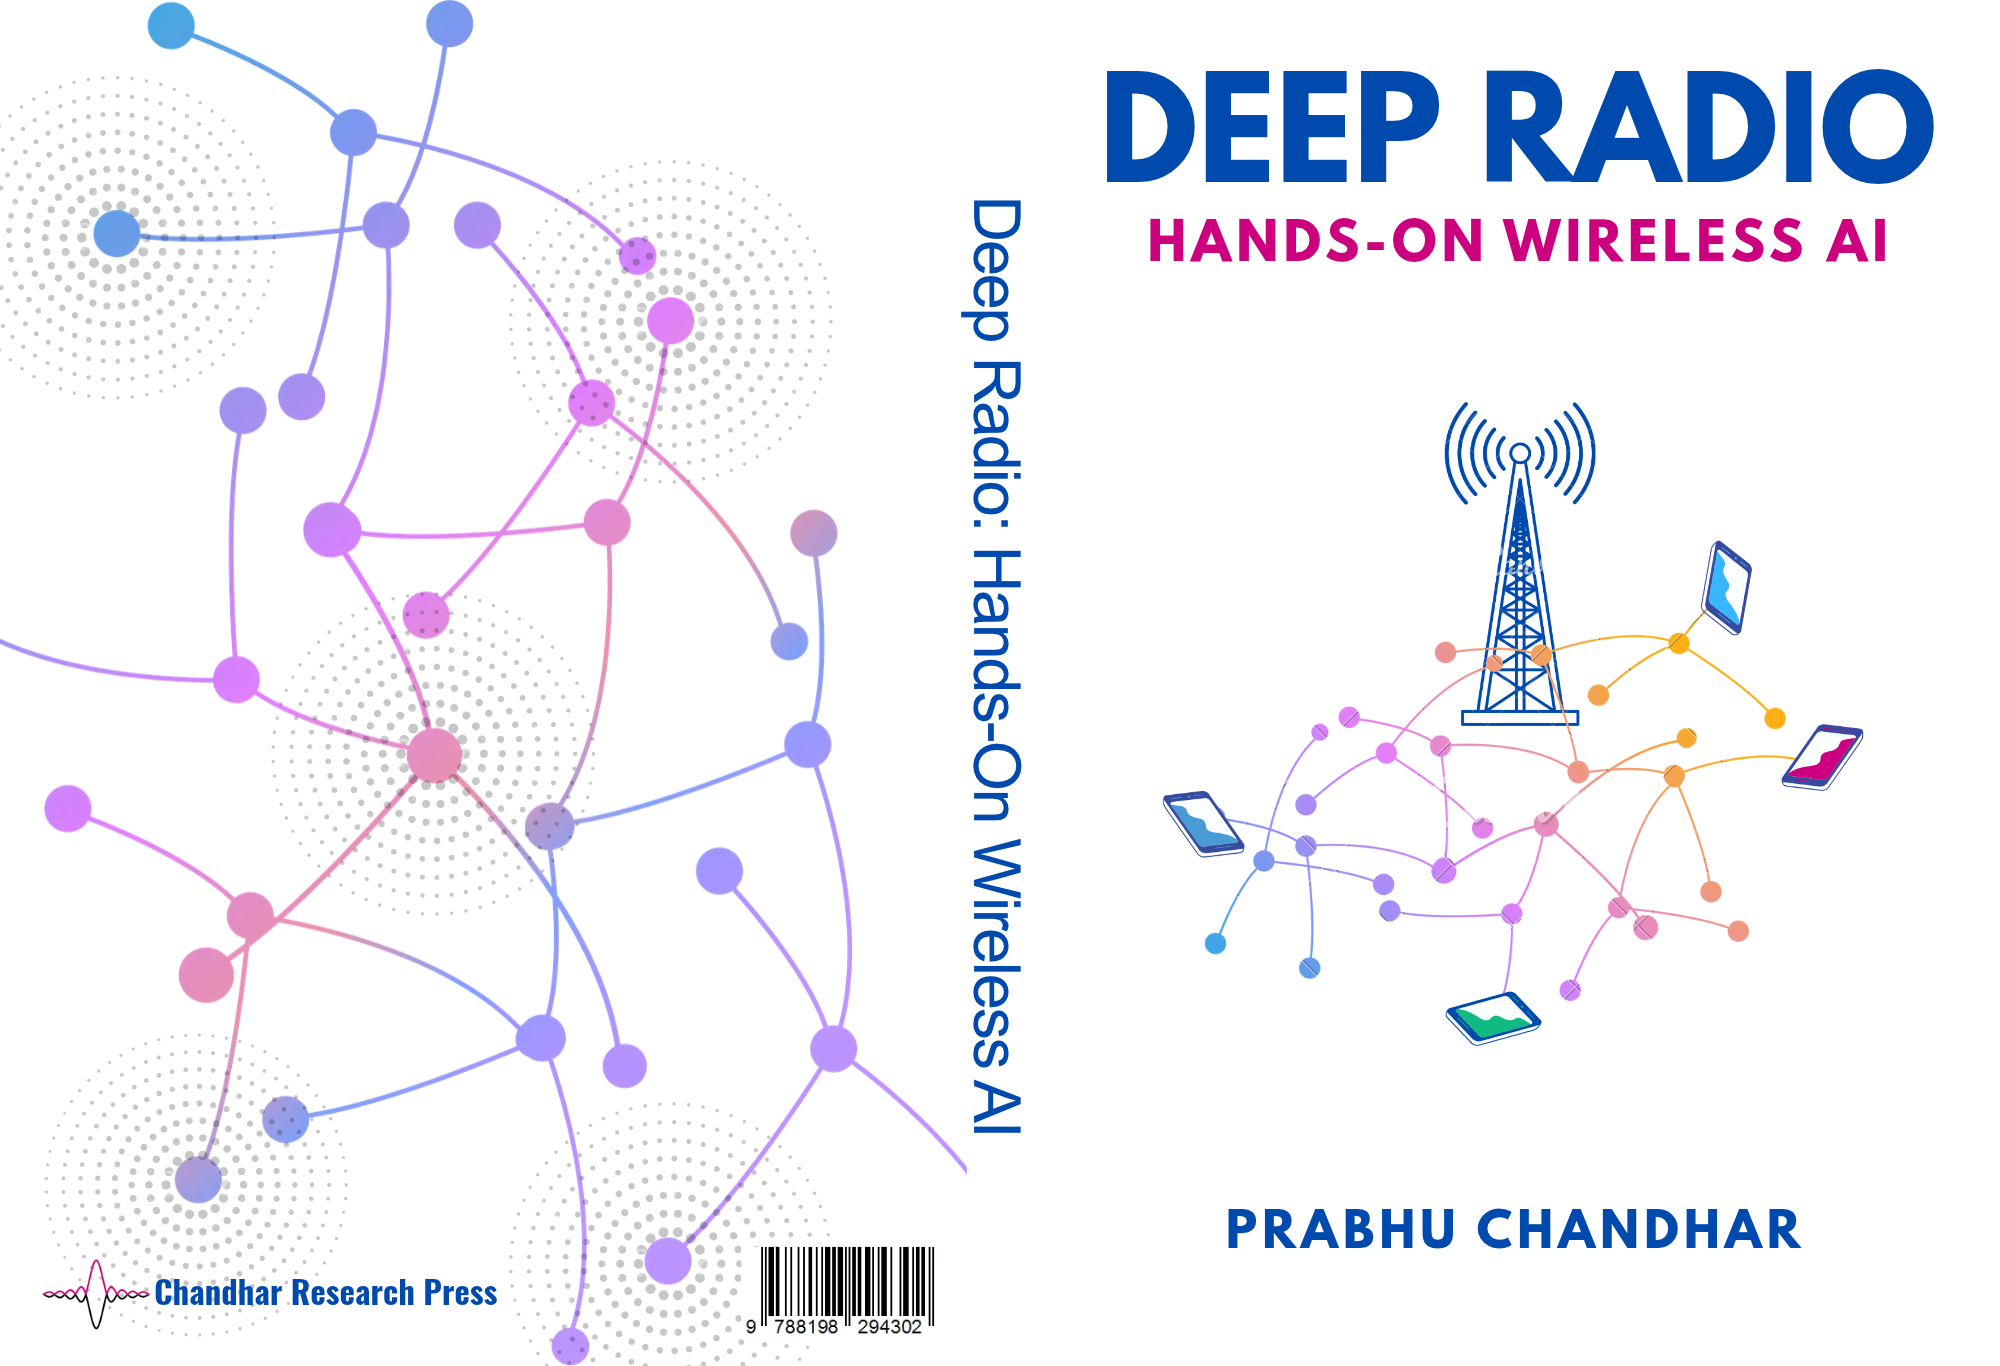 DEEP RADIO
HANDS-ON WIRELESS AI
PRABHU CHANDHAR
Deep Radio: Hands-On Wireless AI
Chandhar Research Press
9 788198 294302